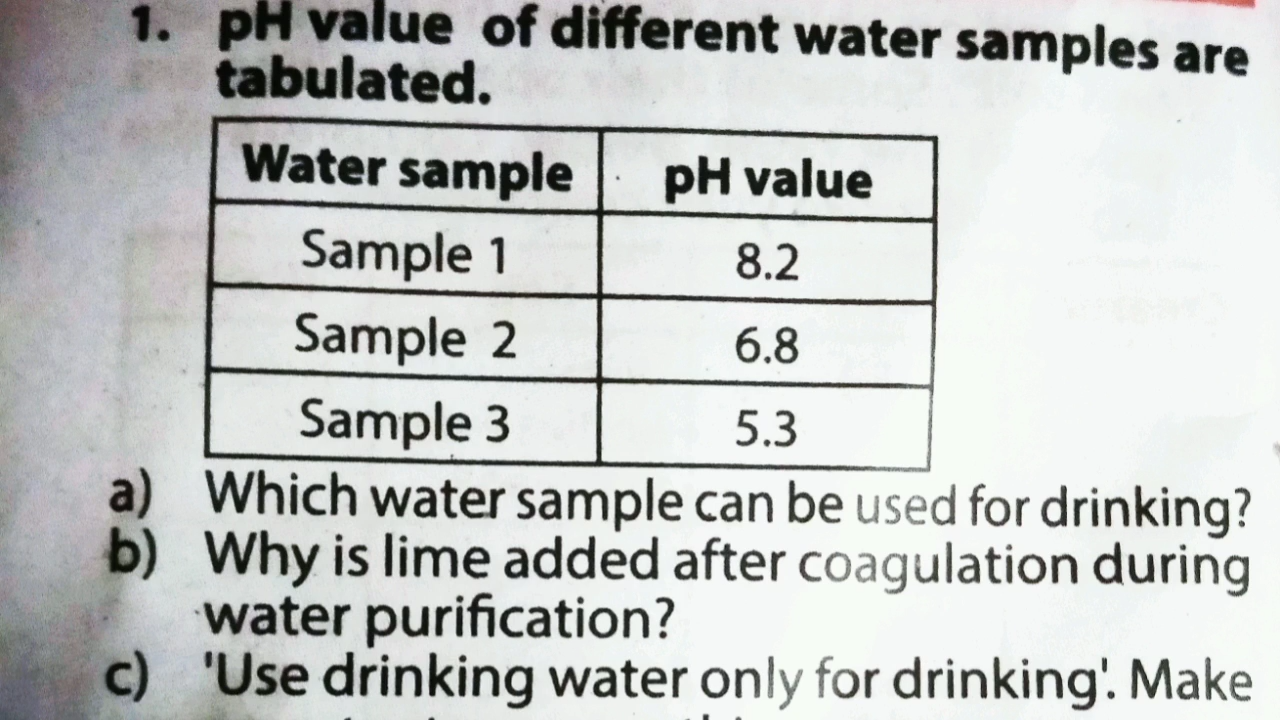 1. pH value of different water samples are
tabulated.
Water sample pH value
Sample 1 8.2
Sample 2 6.8
Sample 3 5.3
a) Which water sample can be used for drinking?
b) Why is lime added after coagulation during
water purification?
c) 'Use drinking water only for drinking'. Make